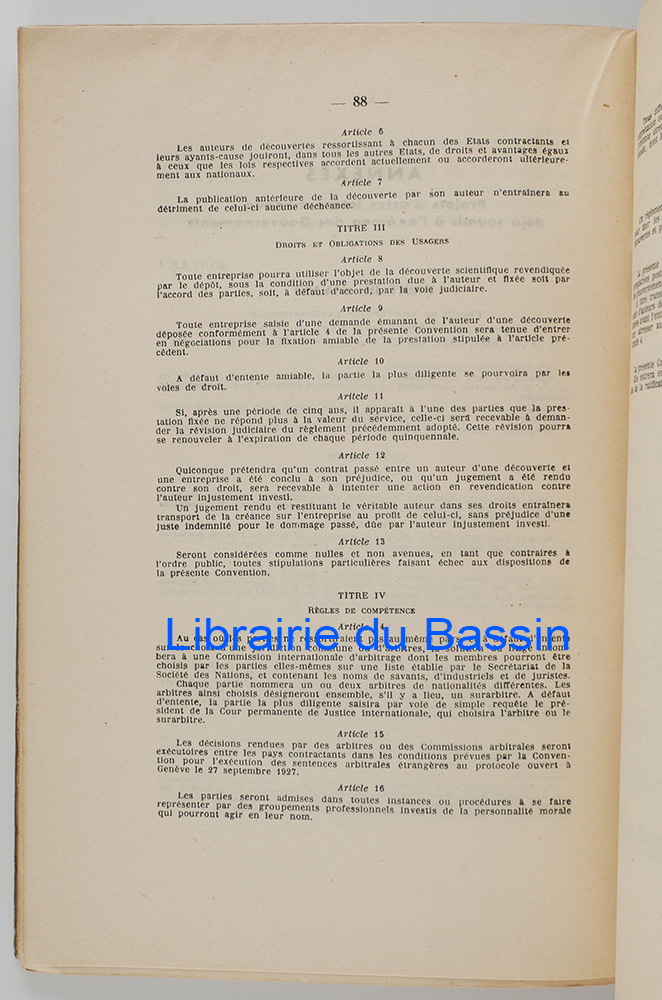 — 88 —
Article 6
Les auteurs de découvertes ressortissant à chacun des Etats contractants et
leurs ayants-cause jouiront, dans tous les autres Etats, de droits et avantages égaux
à ceux que les lois respectives accordent actuellement ou accorderont ultérieure-
ment aux nationaux.
Article 7
La publication antérieure de la découverte par son auteur n'entraînera au
détriment de celui-ci aucune déchéance.
TITRE III
DROITS ET OBLIGATIONS DES USAGERS
Article 8
Toute entreprise pourra utiliser l'objet de la découverte scientifique revendiquée
par le dépôt, sous la condition d'une prestation due à l'auteur et fixée soit par
l'accord des parties, soit, à défaut d'accord, par la voie judiciaire.
Article 9
Toute entreprise saisie d'une demande émanant de l'auteur d'une découverte
déposée conformément à l'article 4 de la présente Convention sera tenue d'entrer
en négociations pour la fixation amiable de la prestation stipulée à l'article pré-
cédent.
Article 10
A défaut d'entente amiable, la partie la plus diligente se pourvoira par les
voies de droit.
Article 11
Si, après une période de cinq ans, il apparaît à l'une des parties que la pres-
tation fixée ne répond plus à la valeur du service, celle-ci sera recevable à deman-
der la révision judiciaire du règlement précédemment adopté. Cette révision pourra
se renouveler à l'expiration de chaque période quinquennale.
Article 12
Quiconque prétendra qu'un contrat passé entre un auteur d'une découverte et
une entreprise a été conclu à son préjudice, ou qu'un jugement a été rendu
contre son droit, sera recevable à intenter une action en revendication contre
l'auteur injustement investi.
Un jugement rendu et restituant le véritable auteur dans ses droits entraînera
transport de la créance sur l'entreprise au profit de celui-ci, sans préjudice d'une
juste indemnité pour le dommage passé, dûe par l'auteur injustement investi.
Article 13
Seront considérées comme nulles et non avenues, en tant que contraires à
l'ordre public, toutes stipulations particulières faisant échec aux dispositions de
la présente Convention.
TITRE IV
RÈGLES DE COMPÉTENCE
Librairie du Bassin
Article 14
Au cas où les parties ne ressortiraient pas même pays et à défaut d'entente
bera à une Commission internationale d'arbitrage dont les membres pourront être
choisis par les parties elles-mêmes sur une liste établie par le Secrétariat de la
Société des Nations, et contenant les noms de savants, d'industriels et de juristes.
Chaque partie nommera un ou deux arbitres de nationalités différentes. Les
arbitres ainsi choisis désigneront ensemble, s'il y a lieu, un surarbitre. A défaut
d'entente, la partie la plus diligente saisira par voie de simple requête le pré-
sident de la Cour permanente de Justice internationale, qui choisira l'arbitre ou le
surarbitre.
Article 15
Les décisions rendues par des arbitres ou des Commissions arbitrales seront
exécutoires entre les pays contractants dans les conditions prévues par la Conven-
tion pour l'exécution des sentences arbitrales étrangères au protocole ouvert à
Genève le 27 septembre 1927.
Article 16
Les parties seront admises dans toutes instances ou procédures à se faire
représenter par des groupements professionnels investis de la personnalité morale
qui pourront agir en leur nom.